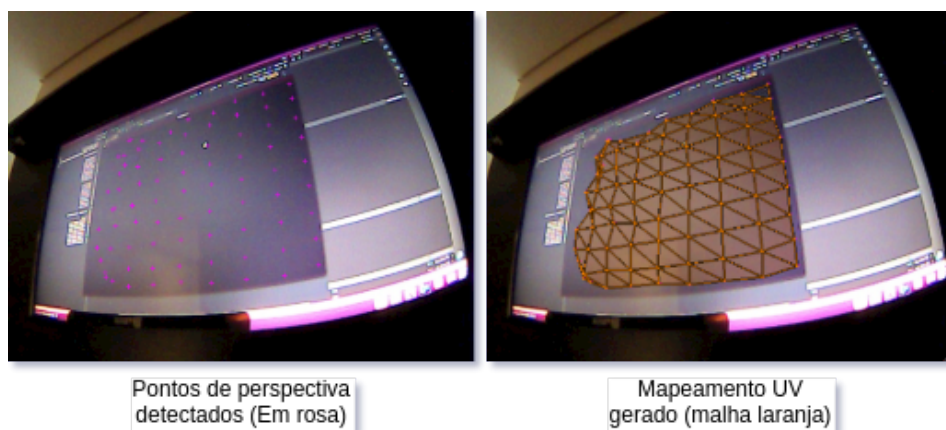 Pontos de perspectiva
detectados (Em rosa)
Mapeamento UV
gerado (malha laranja)